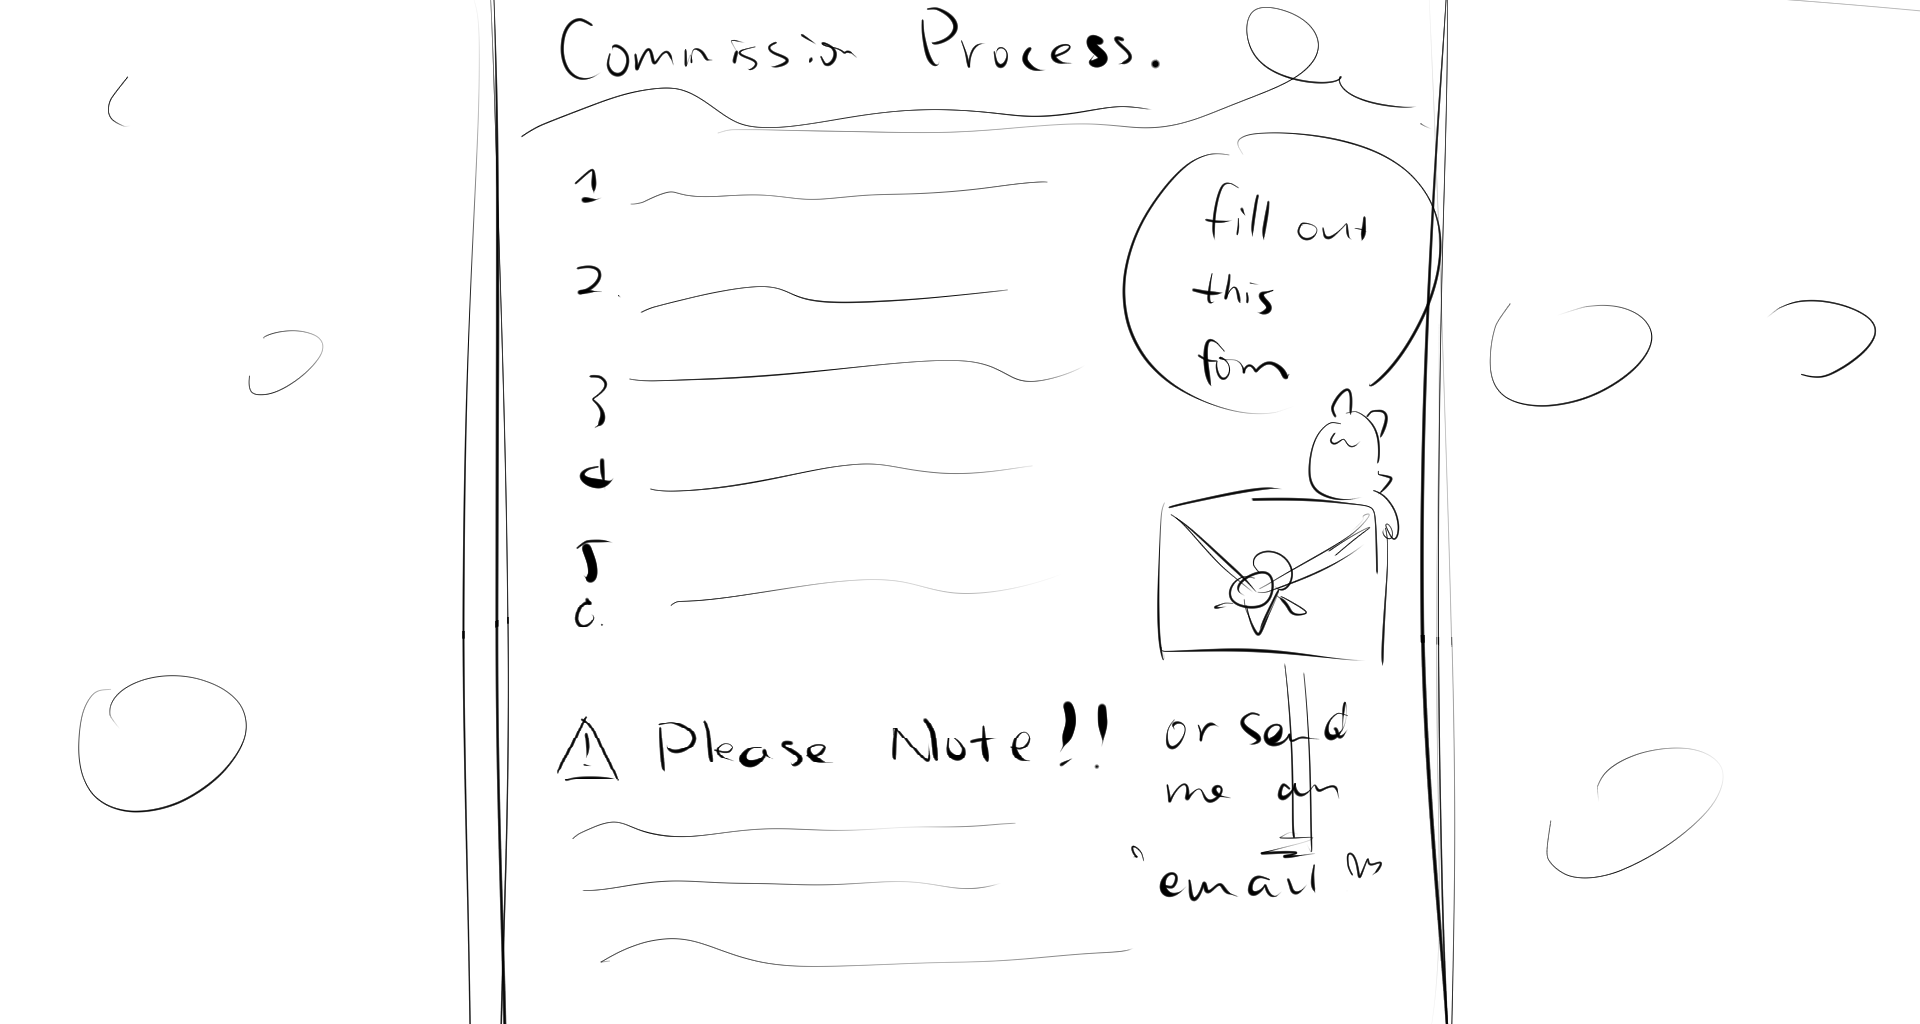 Commission Process.
1
2.
3
4
5
6.
fill out
this
form
! Please Note!!
or send
me an
"email"